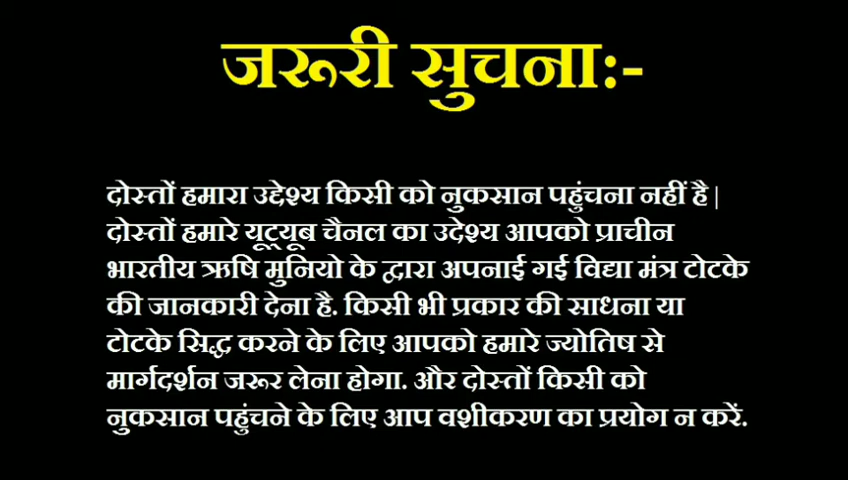 जरूरी सुचना:-
दोस्तों हमारा उद्देश्य किसी को नुकसान पहुंचना नहीं है |
दोस्तों हमारे यूट्यूब चैनल का उदेश्य आपको प्राचीन
भारतीय ऋषि मुनियो के द्वारा अपनाई गई विद्या मंत्र टोटके
की जानकारी देना है. किसी भी प्रकार की साधना या
टोटके सिद्ध करने के लिए आपको हमारे ज्योतिष से
मार्गदर्शन जरूर लेना होगा. और दोस्तों किसी को
नुकसान पहुंचने के लिए आप वशीकरण का प्रयोग न करें.